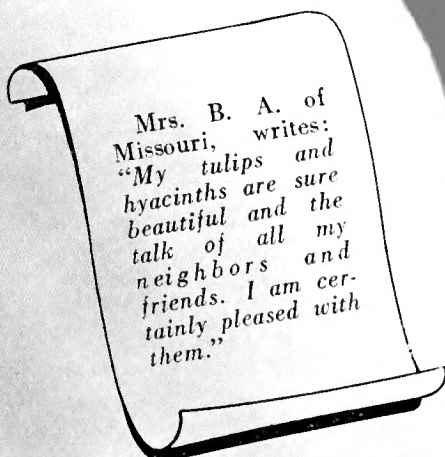 Mrs. B. A. of
Missouri, writes:
“My tulips and
hyacinths are sure
beautiful and the
talk of all my
neighbors and
friends. I am cer-
tainly pleased with
them.”